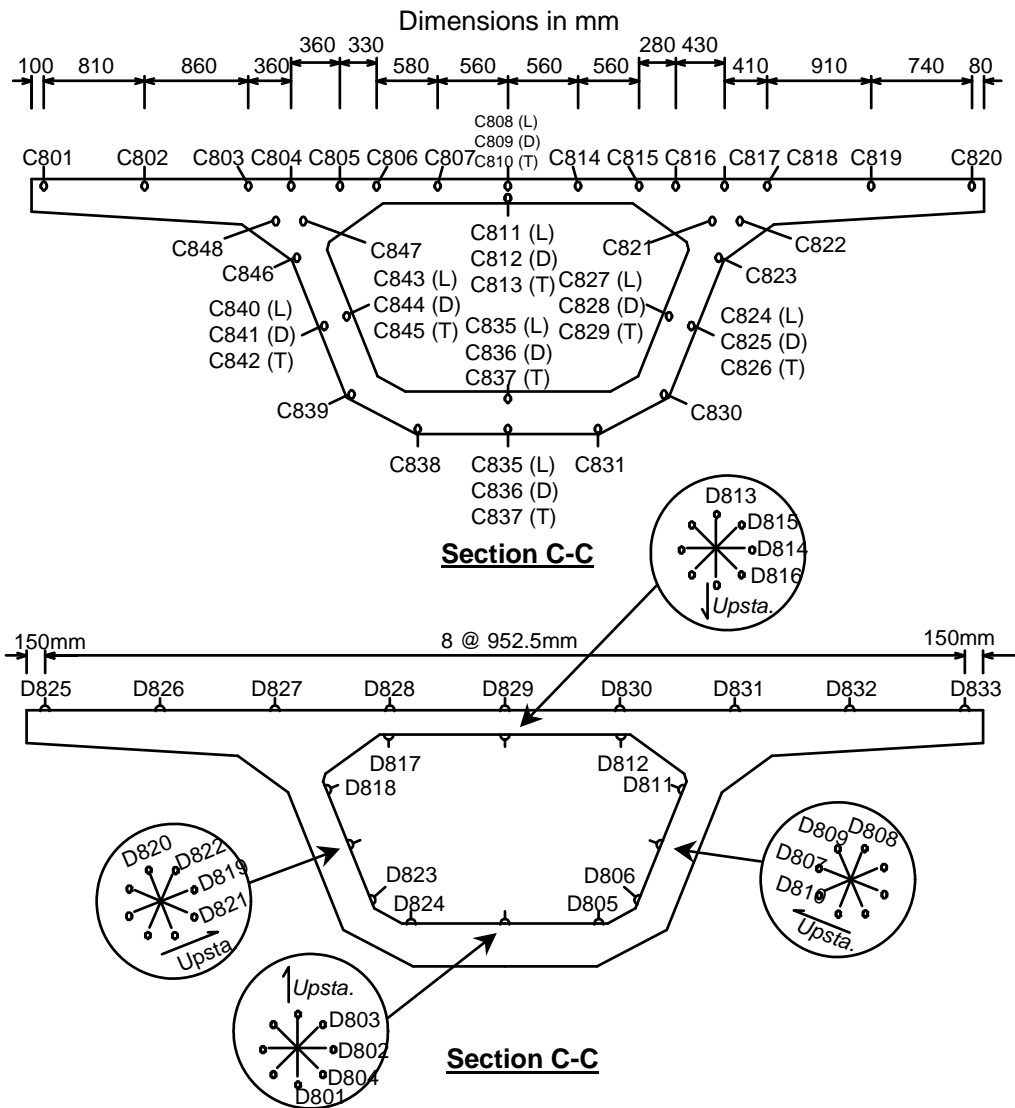 Dimensions in mm
360 330 280 430
100 810 860 360 580 560 560 560 410 910 740 80
C808 (L)
C809 (D)
C810 (T)
C801 C802 C803 C804 C805 C806 C807 C814 C815 C816 C817 C818 C819 C820
C848 C847 C821 C822
C811 (L)
C812 (D)
C813 (T)
C846 C823
C843 (L)
C844 (D)
C845 (T)
C827 (L)
C828 (D)
C829 (T)
C840 (L)
C841 (D)
C842 (T)
C835 (L)
C836 (D)
C837 (T)
C824 (L)
C825 (D)
C826 (T)
C839 C830
C838 C831
C835 (L)
C836 (D)
C837 (T)
Section C-C
D813
D815
D814
D816
Upsta.
150mm 8 @ 952.5mm 150mm
D825 D826 D827 D828 D829 D830 D831 D832 D833
D817 D812
D818 D811
D820
D822
D819
D821
Upsta
D823 D806
D824 D805
D809 D808
D807
D810
Upsta.
Upsta.
D803
D802
D804
D801
Section C-C